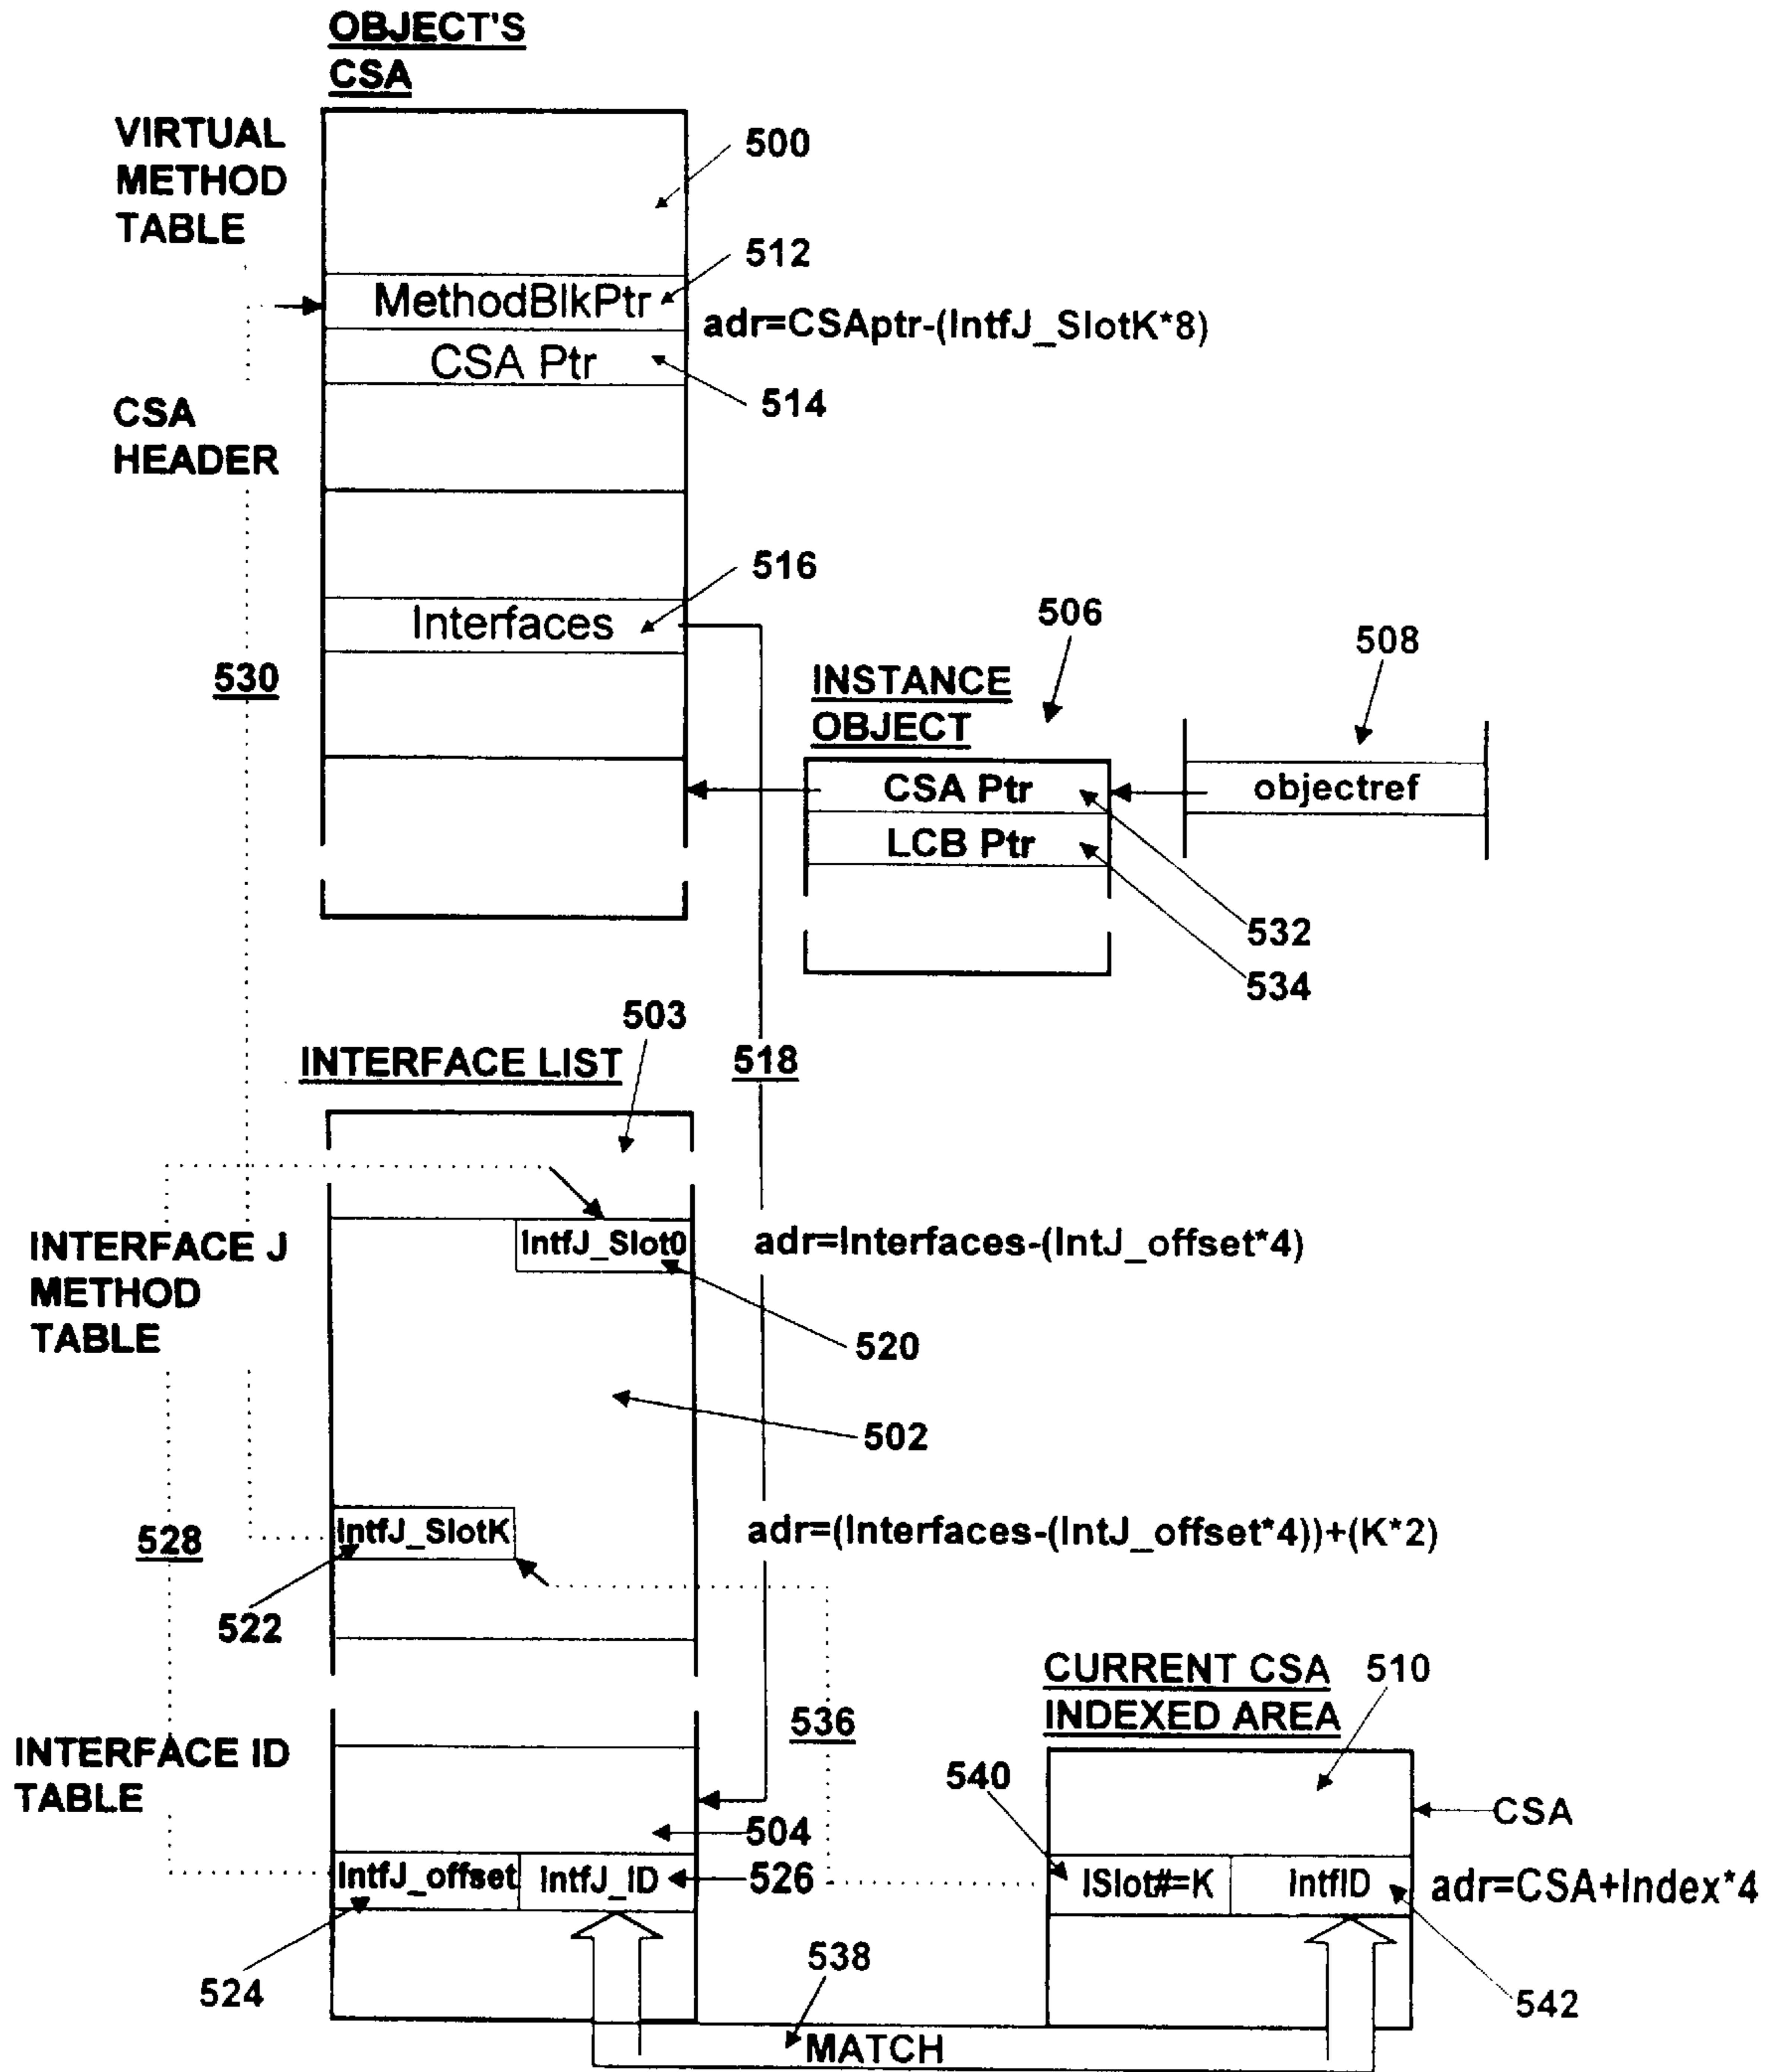 OBJECT'S
CSA
VIRTUAL
METHOD
TABLE
500
512
MethodBlkPtr
adr=CSAptr-(IntfJ_SlotK*8)
CSA Ptr
514
CSA
HEADER
516
Interfaces
506
508
530
INSTANCE
OBJECT
CSA Ptr
objectref
LCB Ptr
532
534
503
INTERFACE LIST
518
INTERFACE J
METHOD
TABLE
IntfJ_Slot0
adr=Interfaces-(IntJ_offset*4)
520
502
528
IntfJ_SlotK
adr=(Interfaces-(IntJ_offset*4))+(K*2)
522
CURRENT CSA
INDEXED AREA
510
536
INTERFACE ID
TABLE
540
CSA
504
IntfJ_offset
IntfJ_ID
526
ISlot#=K
IntfID
adr=CSA+Index*4
524
538
542
MATCH